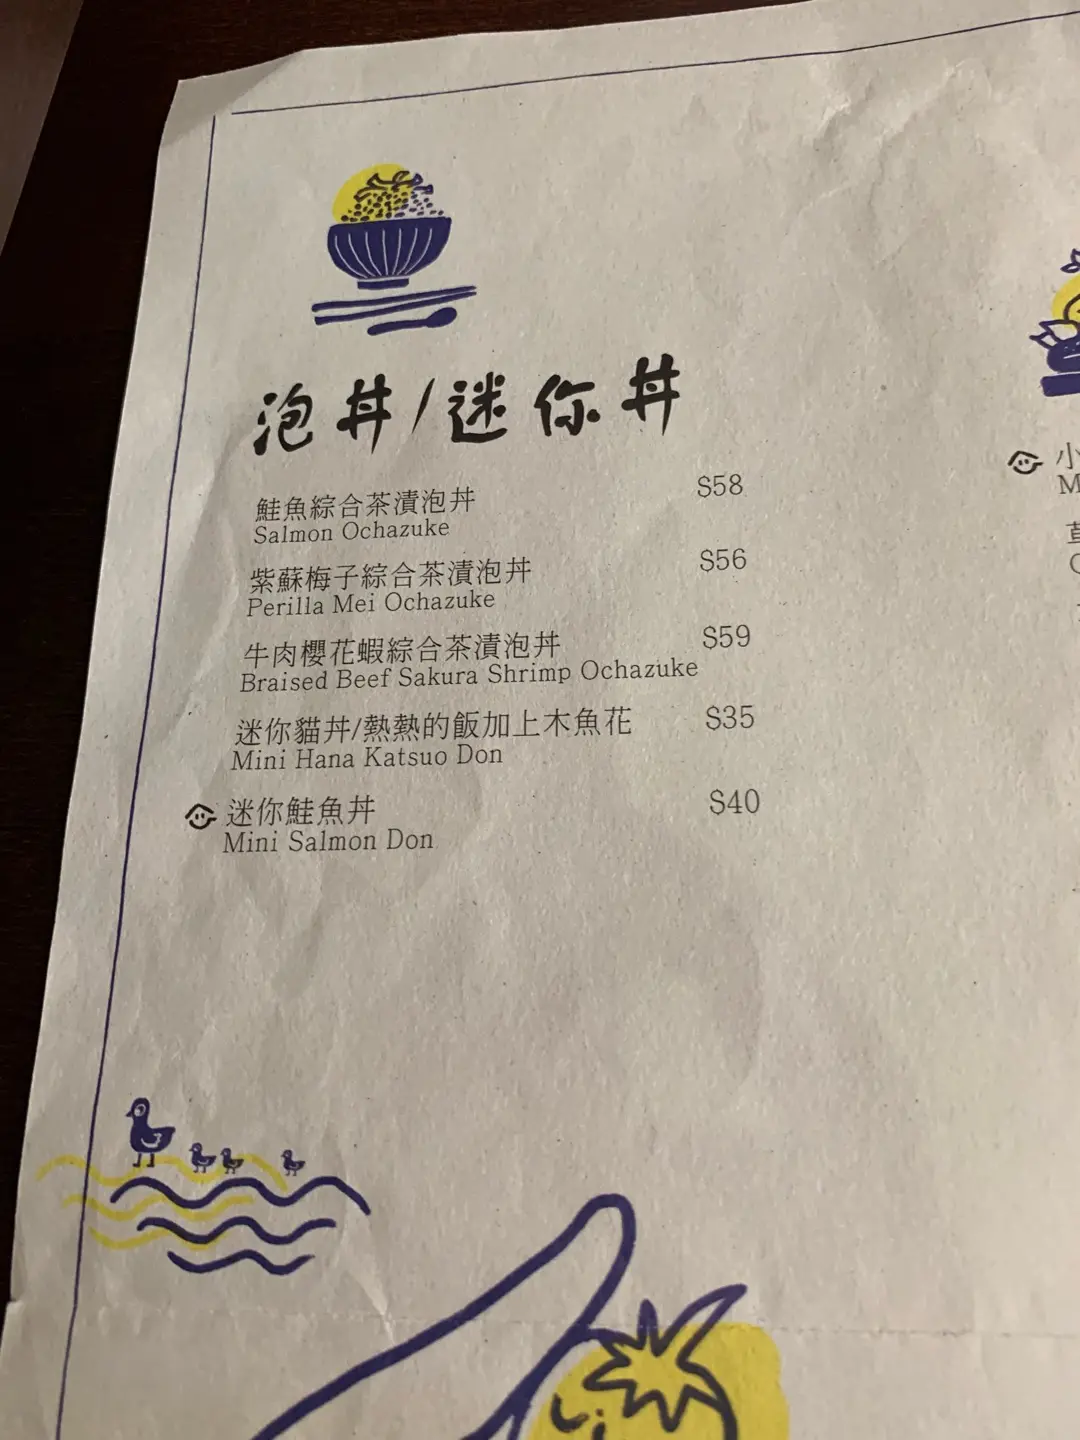 泡丼/迷你丼
鮭魚綜合茶漬泡丼 $58
Salmon Ochazuke
紫蘇梅子綜合茶漬泡丼 $56
Perilla Mei Ochazuke
牛肉櫻花蝦綜合茶漬泡丼 $59
Braised Beef Sakura Shrimp Ochazuke
迷你貓丼/熱熱的飯加上木魚花 $35
Mini Hana Katsuo Don
迷你鮭魚丼 $40
Mini Salmon Don
小
M